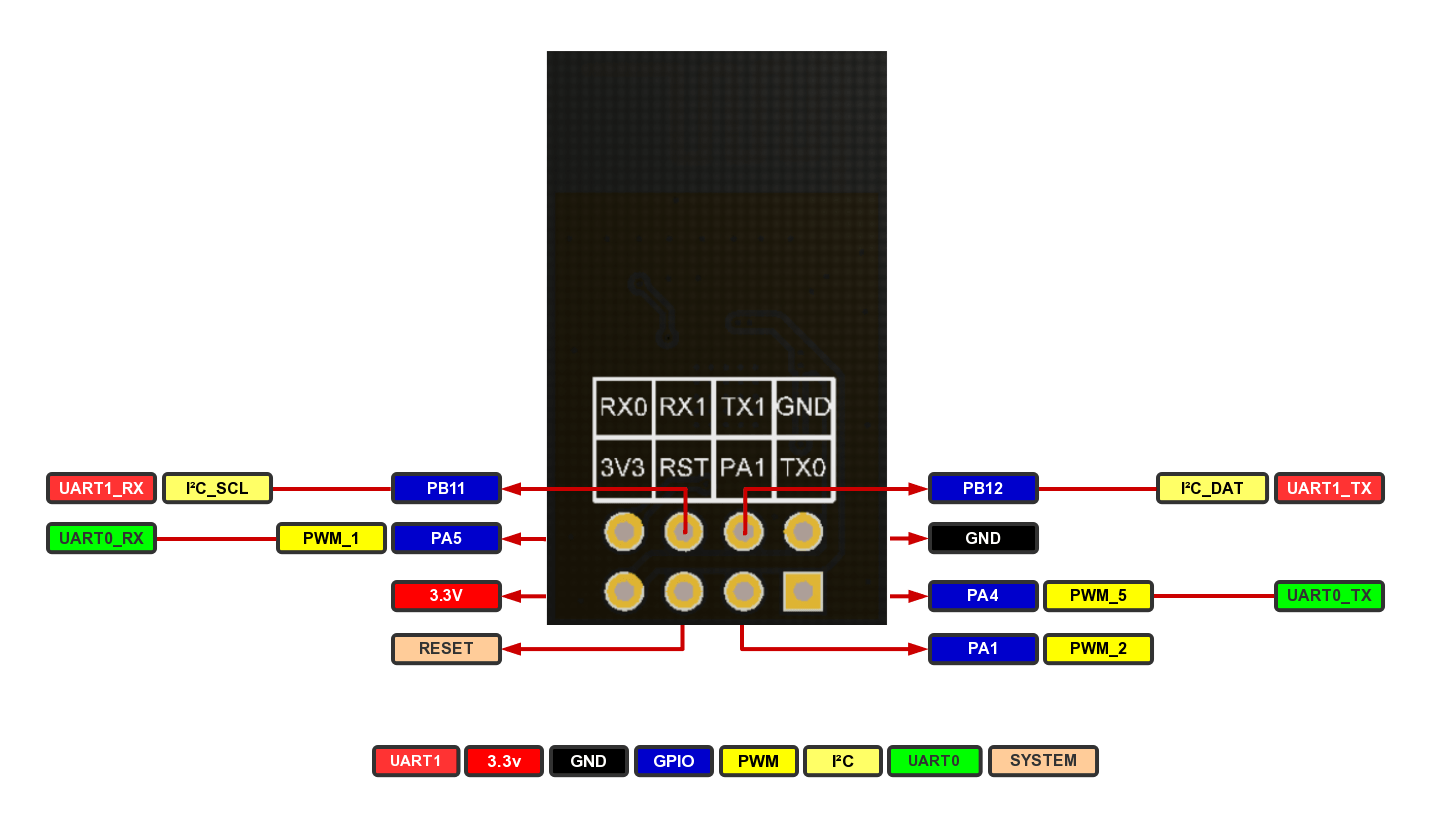 RX0 RX1 TX1 GND
3V3 RST PA1 TX0
UART1_RX I²C_SCL PB11 PB12 I²C_DAT UART1_TX
UART0_RX PWM_1 PA5 GND
3.3V PA4 PWM_5 UART0_TX
RESET PA1 PWM_2
UART1 3.3v GND GPIO PWM I²C UART0 SYSTEM